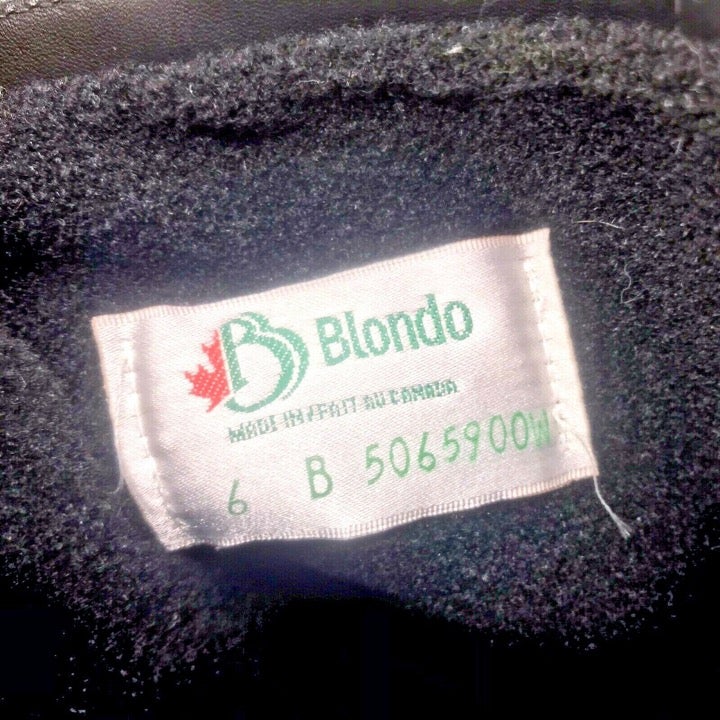 B Blondo
MADE IN/FAIT AU CANADA
6 B 5065900W